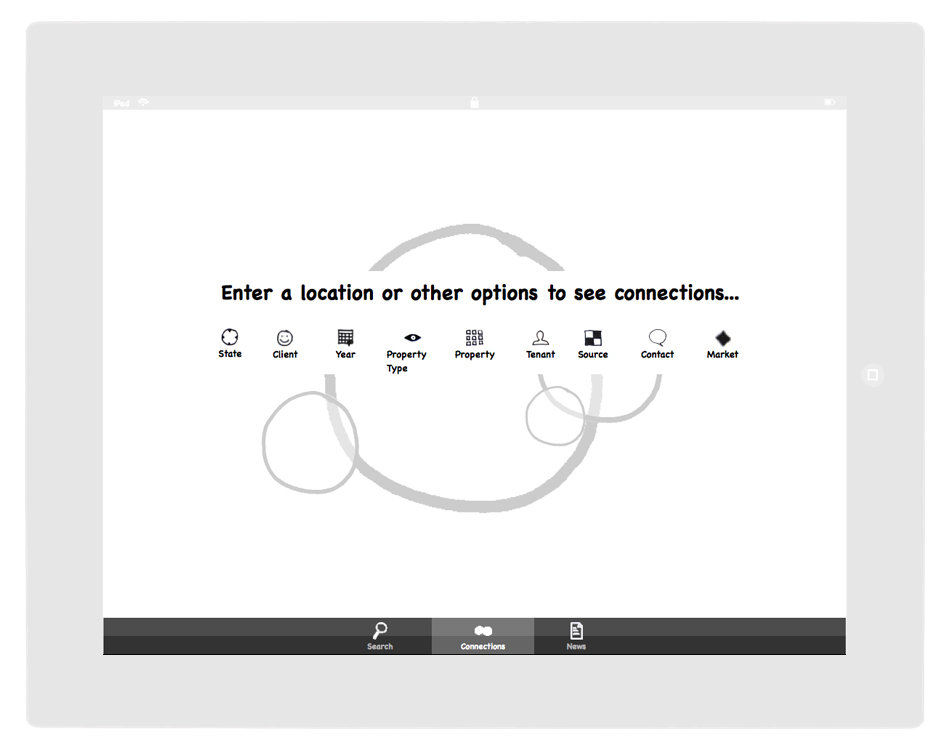 iPad
Enter a location or other options to see connections...
State Client Year Property Type Property Tenant Source Contact Market
Search Connections News